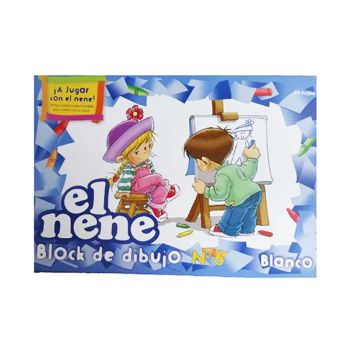 ¡A Jugar
con el nene!
24 hojas
el
nene
Block de dibujo Nº6
Blanco